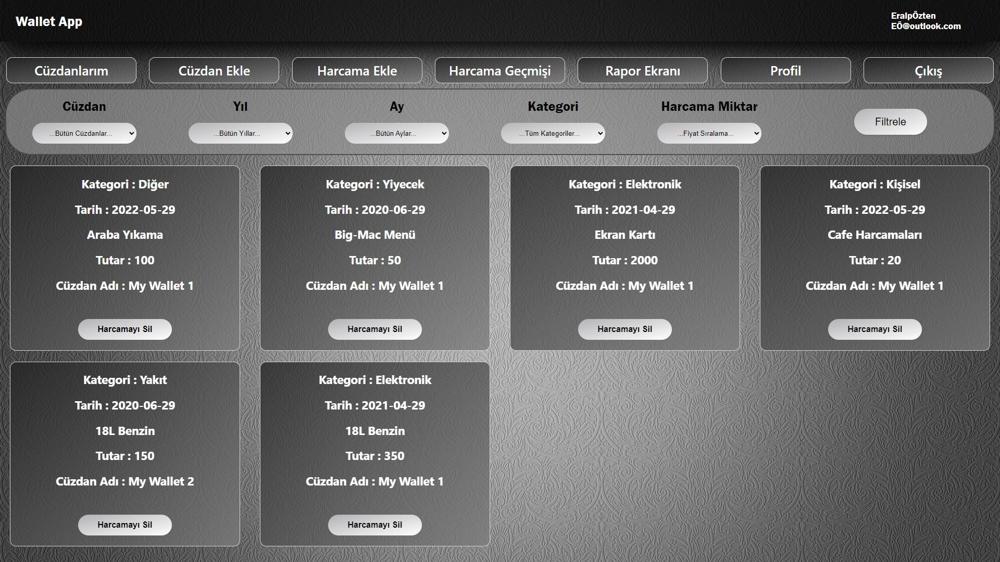 Wallet App
EralpÖzten
EÖ@outlook.com
Cüzdanlarım
Cüzdan Ekle
Harcama Ekle
Harcama Geçmişi
Rapor Ekranı
Profil
Çıkış
Cüzdan
Yıl
Ay
Kategori
Harcama Miktar
...Bütün Cüzdanlar...
...Bütün Yıllar...
...Bütün Aylar...
...Tüm Kategoriler...
...Fiyat Sıralama...
Filtrele
Kategori : Diğer
Tarih : 2022-05-29
Araba Yıkama
Tutar : 100
Cüzdan Adı : My Wallet 1
Harcamayı Sil
Kategori : Yiyecek
Tarih : 2020-06-29
Big-Mac Menü
Tutar : 50
Cüzdan Adı : My Wallet 1
Harcamayı Sil
Kategori : Elektronik
Tarih : 2021-04-29
Ekran Kartı
Tutar : 2000
Cüzdan Adı : My Wallet 1
Harcamayı Sil
Kategori : Kişisel
Tarih : 2022-05-29
Cafe Harcamaları
Tutar : 20
Cüzdan Adı : My Wallet 1
Harcamayı Sil
Kategori : Yakıt
Tarih : 2020-06-29
18L Benzin
Tutar : 150
Cüzdan Adı : My Wallet 2
Harcamayı Sil
Kategori : Elektronik
Tarih : 2021-04-29
18L Benzin
Tutar : 350
Cüzdan Adı : My Wallet 1
Harcamayı Sil